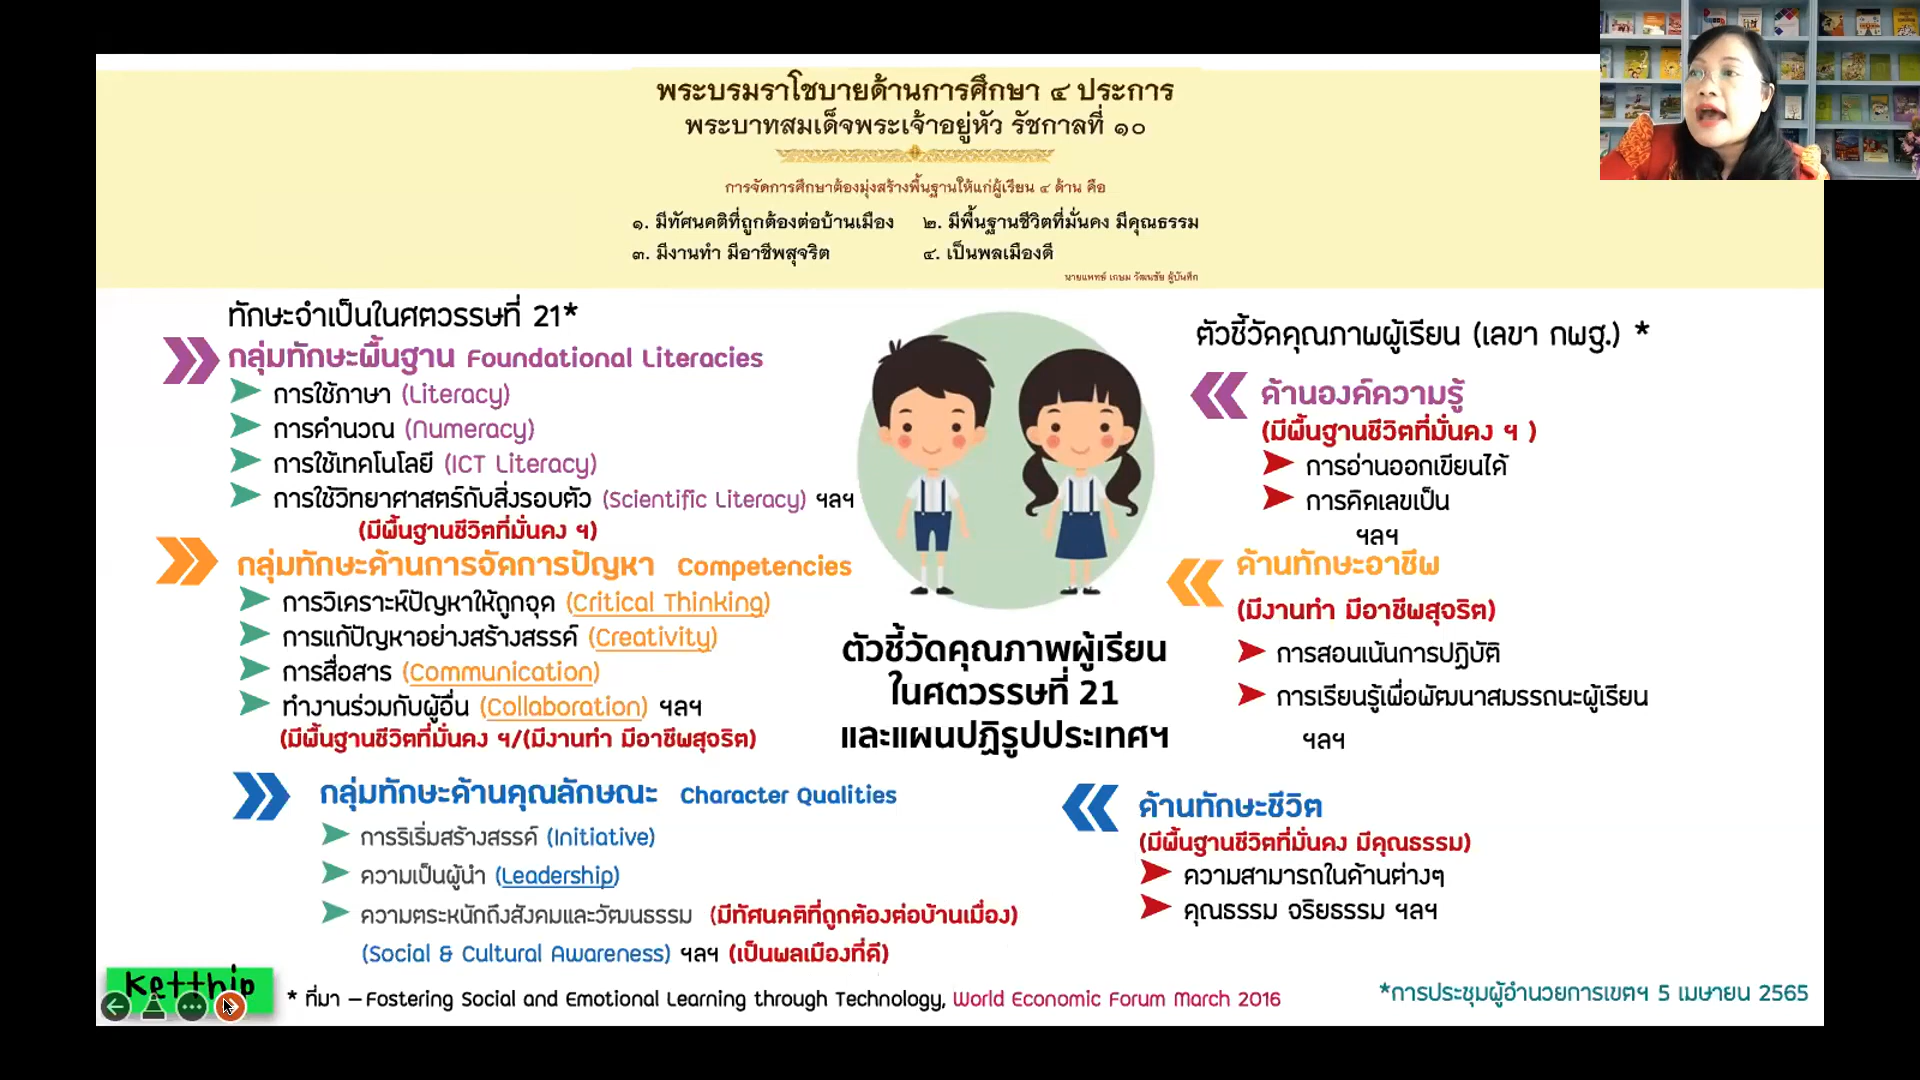 พระบรมราโชบายด้านการศึกษา ๔ ประการ
พระบาทสมเด็จพระเจ้าอยู่หัว รัชกาลที่ ๑๐
การจัดการศึกษาต้องมุ่งสร้างพื้นฐานให้แก่ผู้เรียน ๔ ด้าน คือ
๑. มีทัศนคติที่ถูกต้องต่อบ้านเมือง ๒. มีพื้นฐานชีวิตที่มั่นคง มีคุณธรรม
๓. มีงานทำ มีอาชีพสุจริต ๔. เป็นพลเมืองดี
นายแพทย์ เกษม วัฒนชัย ผู้บันทึก
ทักษะจำเป็นในศตวรรษที่ 21*
กลุ่มทักษะพื้นฐาน Foundational Literacies
การใช้ภาษา (Literacy)
การคำนวณ (Numeracy)
การใช้เทคโนโลยี (ICT Literacy)
การใช้วิทยาศาสตร์กับสิ่งรอบตัว (Scientific Literacy) ฯลฯ
(มีพื้นฐานชีวิตที่มั่นคง ฯ)
กลุ่มทักษะด้านการจัดการปัญหา Competencies
การวิเคราะห์ปัญหาให้ถูกจุด (Critical Thinking)
การแก้ปัญหาอย่างสร้างสรรค์ (Creativity)
การสื่อสาร (Communication)
ทำงานร่วมกับผู้อื่น (Collaboration) ฯลฯ
(มีพื้นฐานชีวิตที่มั่นคง ฯ/(มีงานทำ มีอาชีพสุจริต)
กลุ่มทักษะด้านคุณลักษณะ Character Qualities
การริเริ่มสร้างสรรค์ (Initiative)
ความเป็นผู้นำ (Leadership)
ความตระหนักถึงสังคมและวัฒนธรรม (มีทัศนคติที่ถูกต้องต่อบ้านเมื่อง)
(Social & Cultural Awareness) ฯลฯ (เป็นพลเมืองที่ดี)
ตัวชี้วัดคุณภาพผู้เรียน
ในศตวรรษที่ 21
และแผนปฏิรูปประเทศฯ
ตัวชี้วัดคุณภาพผู้เรียน (เลขา กพฐ.) *
ด้านองค์ความรู้
(มีพื้นฐานชีวิตที่มั่นคง ฯ )
การอ่านออกเขียนได้
การคิดเลขเป็น
ฯลฯ
ด้านทักษะอาชีพ
(มีงานทำ มีอาชีพสุจริต)
การสอนเน้นการปฏิบัติ
การเรียนรู้เพื่อพัฒนาสมรรถนะผู้เรียน
ฯลฯ
ด้านทักษะชีวิต
(มีพื้นฐานชีวิตที่มั่นคง มีคุณธรรม)
ความสามารถในด้านต่างๆ
คุณธรรม จริยธรรม ฯลฯ
Ketthip
* ที่มา – Fostering Social and Emotional Learning through Technology, World Economic Forum March 2016
*การประชุมผู้อำนวยการเขตฯ 5 เมษายน 2565